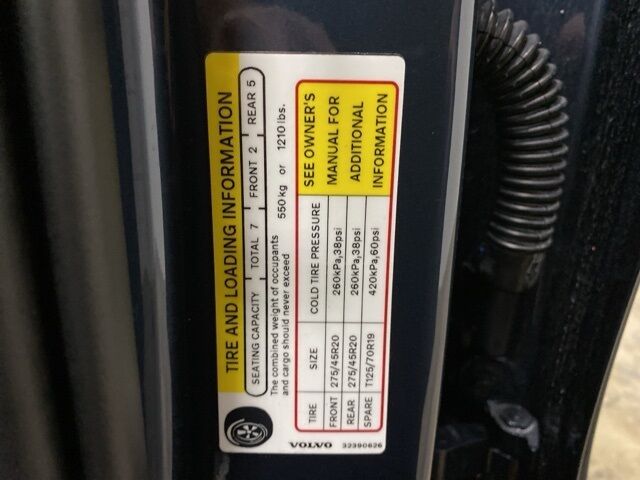 TIRE AND LOADING INFORMATION
SEATING CAPACITY TOTAL 7 FRONT 2 REAR 5
The combined weight of occupants
and cargo should never exceed 550 kg or 1210 lbs.
TIRE SIZE COLD TIRE PRESSURE
FRONT 275/45R20 260kPa,38psi
REAR 275/45R20 260kPa,38psi
SPARE T125/70R19 420kPa,60psi
SEE OWNER'S
MANUAL FOR
ADDITIONAL
INFORMATION
VOLVO 32390626